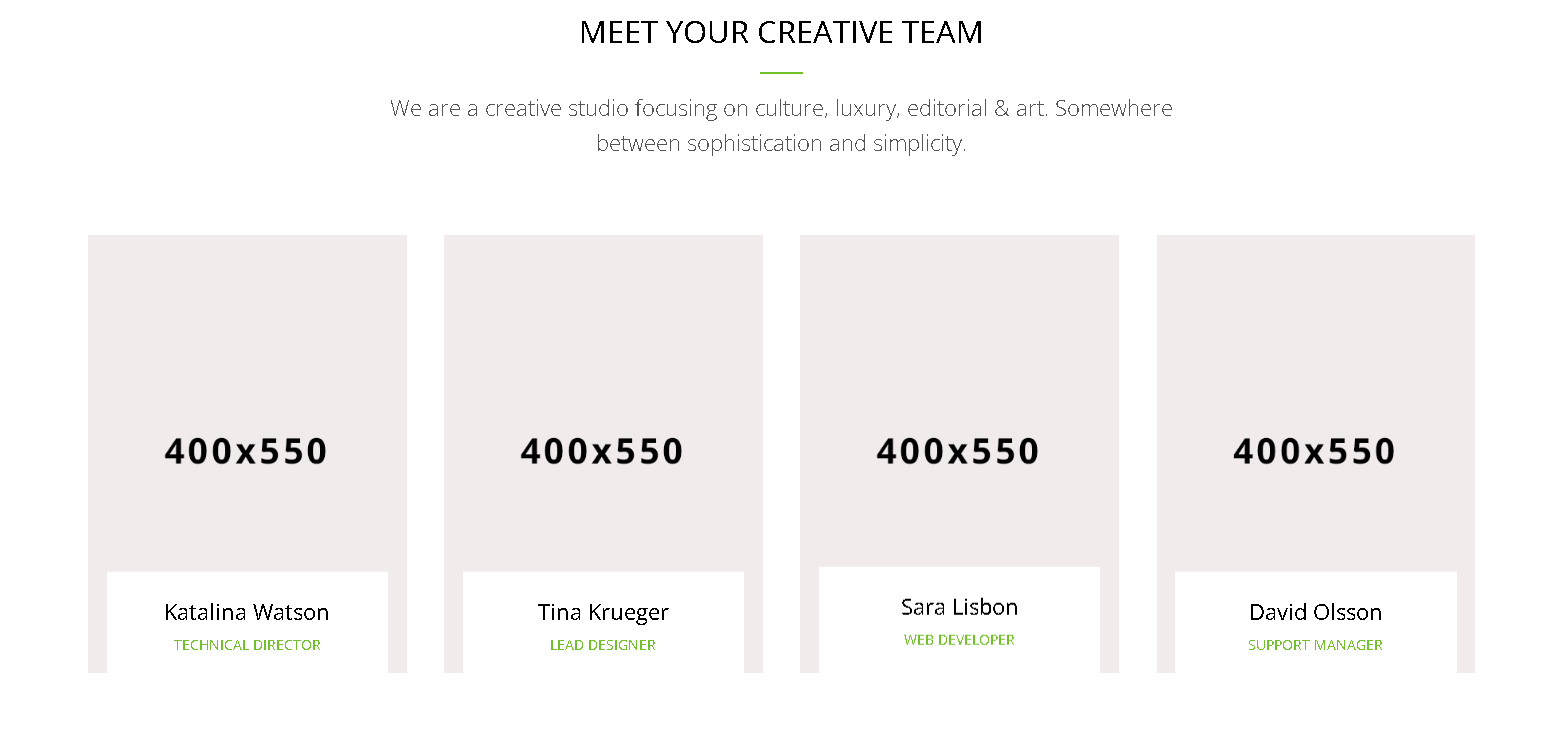 MEET YOUR CREATIVE TEAM
We are a creative studio focusing on culture, luxury, editorial & art. Somewhere
between sophistication and simplicity.
400x550
400x550
400x550
400x550
Katalina Watson
TECHNICAL DIRECTOR
Tina Krueger
LEAD DESIGNER
Sara Lisbon
WEB DEVELOPER
David Olsson
SUPPORT MANAGER